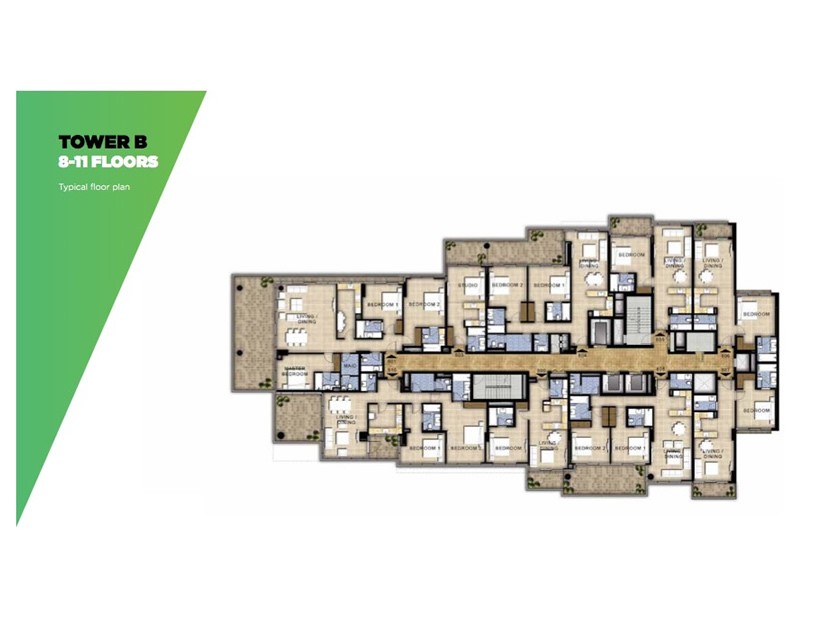 TOWER B
8-11 FLOORS
Typical floor plan
LIVING /
DINING
BEDROOM
LIVING /
DINING
LIVING /
DINING
BEDROOM 1
BEDROOM 2
STUDIO
BEDROOM 2
BEDROOM 1
LIVING /
DINING
BEDROOM
MASTER
BEDROOM
MAID
LIVING /
DINING
BEDROOM 1
BEDROOM
BEDROOM
LIVING /
DINING
BEDROOM 2
BEDROOM
LIVING /
DINING
LIVING /
DINING
BEDROOM